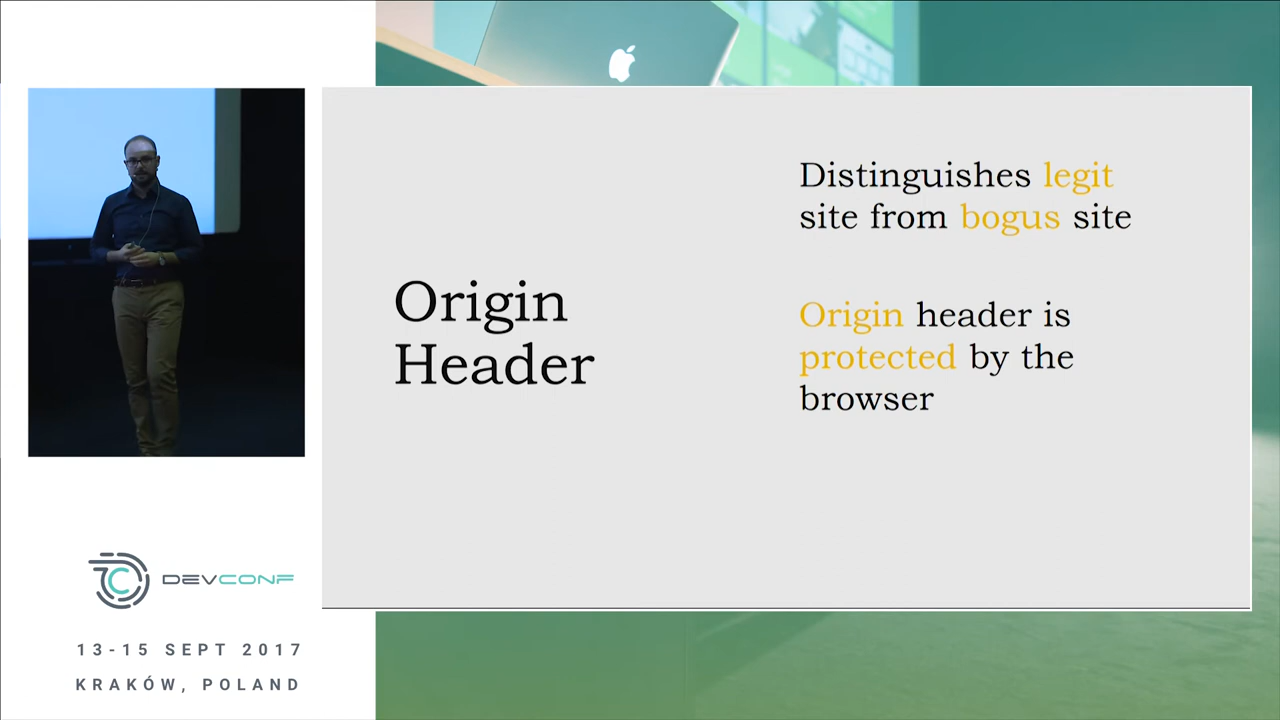 Origin
Header
Distinguishes legit
site from bogus site
Origin header is
protected by the
browser
DEVCONF
13-15 SEPT 2017
KRAKÓW, POLAND